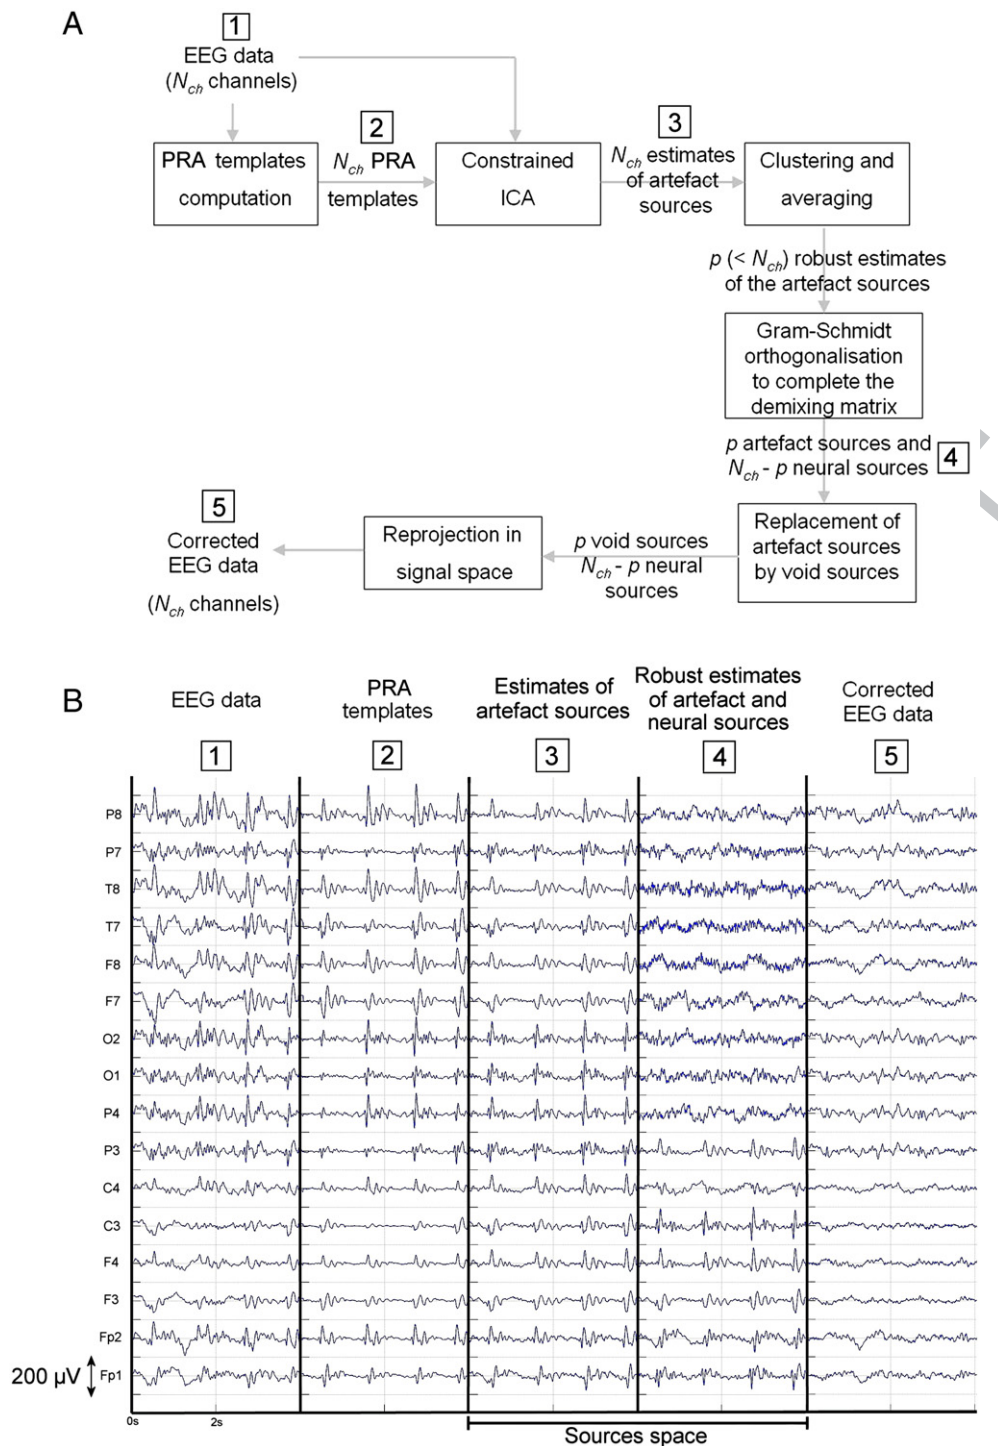 A
1
EEG data
(Nch channels)
PRA templates
computation
2
Nch PRA
templates
Constrained
ICA
3
Nch estimates
of artefact
sources
Clustering and
averaging
p (< Nch) robust estimates
of the artefact sources
Gram-Schmidt
orthogonalisation
to complete the
demixing matrix
p artefact sources and
Nch - p neural sources
4
Replacement of
artefact sources
by void sources
p void sources
Nch - p neural
sources
Reprojection in
signal space
5
Corrected
EEG data
(Nch channels)
B
EEG data
1
PRA
templates
2
Estimates of
artefact sources
3
Robust estimates
of artefact and
neural sources
4
Corrected
EEG data
5
P8
P7
T8
T7
F8
F7
O2
O1
P4
P3
C4
C3
F4
F3
Fp2
200 µV Fp1
0s 2s
Sources space